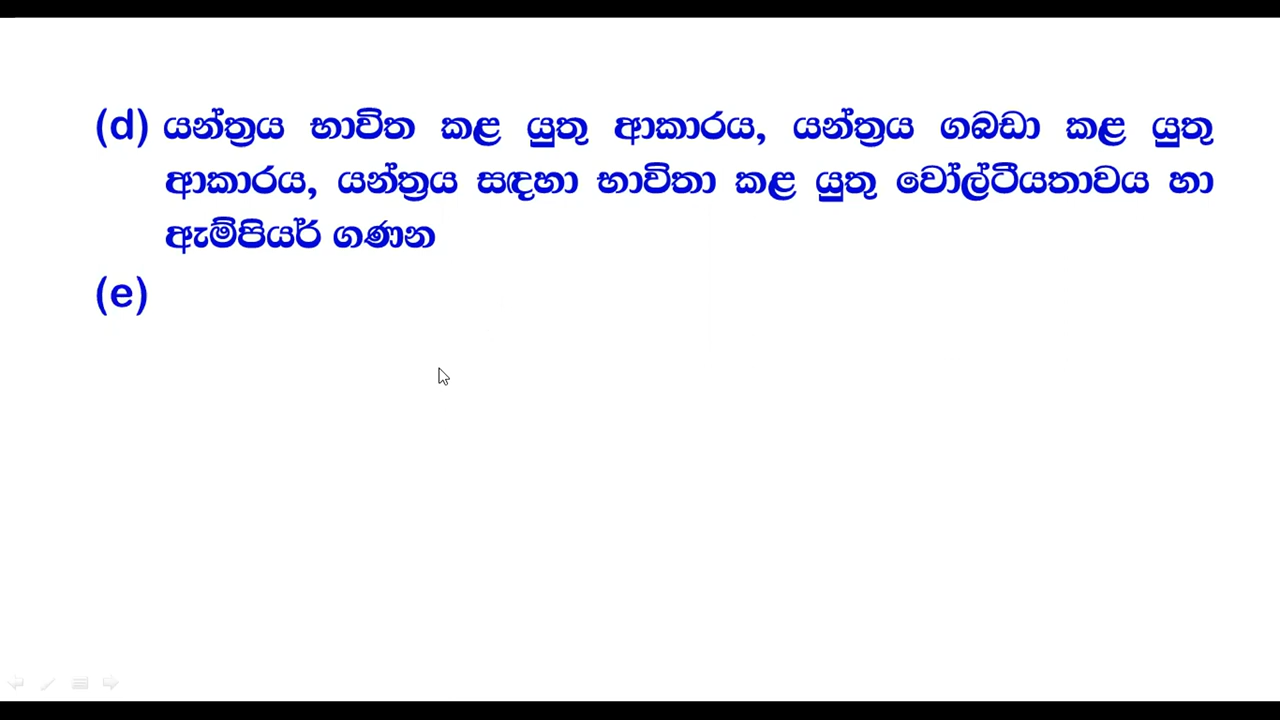 (d) යන්ත්‍රය භාවිත කළ යුතු ආකාරය, යන්ත්‍රය ගබඩා කළ යුතු
ආකාරය, යන්ත්‍රය සඳහා භාවිතා කළ යුතු වෝල්ටීයතාවය හා
ඇම්පියර් ගණන
(e)